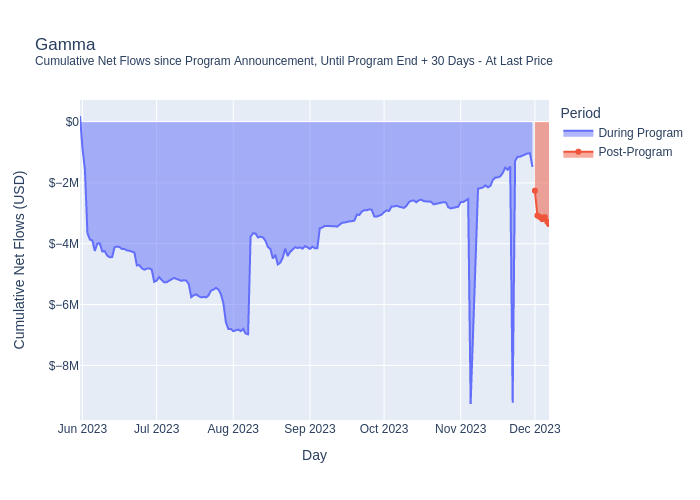 Gamma
Cumulative Net Flows since Program Announcement, Until Program End + 30 Days - At Last Price
Period
During Program
Post-Program
Cumulative Net Flows (USD)
$0
$−2M
$−4M
$−6M
$−8M
Jun 2023
Jul 2023
Aug 2023
Sep 2023
Oct 2023
Nov 2023
Dec 2023
Day